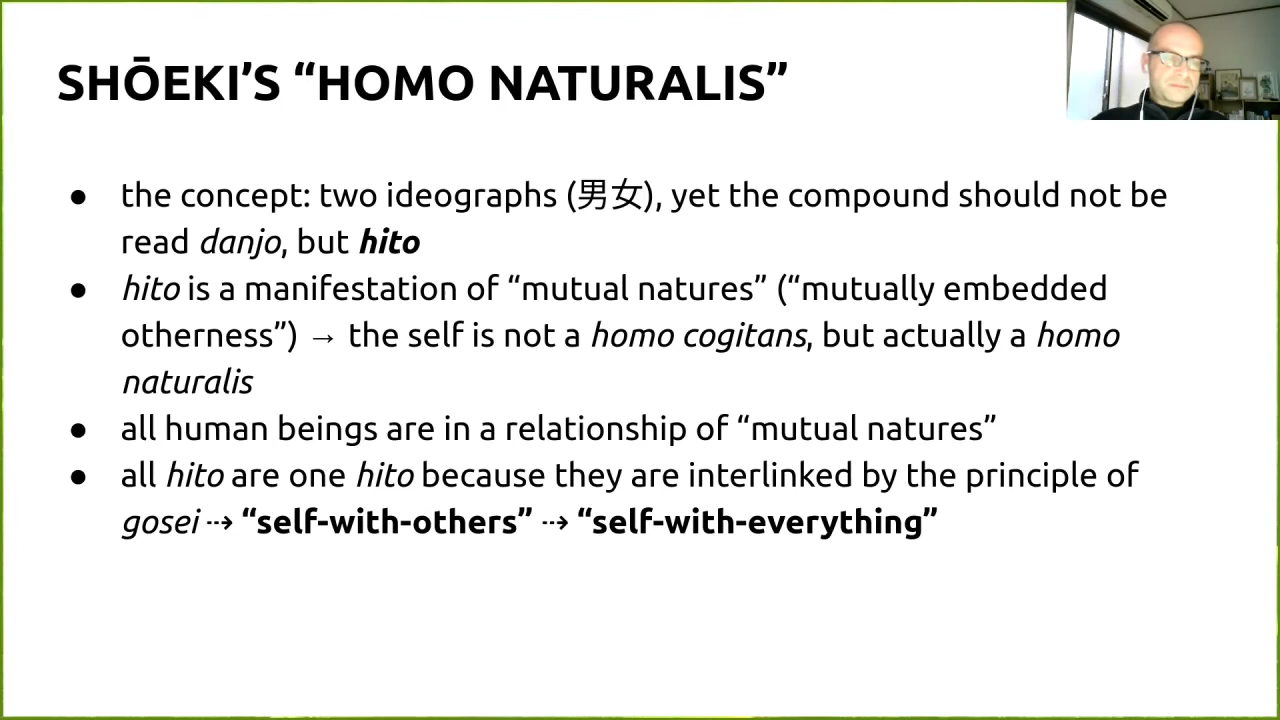 SHŌEKI’S “HOMO NATURALIS”
● the concept: two ideographs (男女), yet the compound should not be
read danjo, but hito
● hito is a manifestation of “mutual natures” (“mutually embedded
otherness”) → the self is not a homo cogitans, but actually a homo
naturalis
● all human beings are in a relationship of “mutual natures”
● all hito are one hito because they are interlinked by the principle of
gosei ⇢ “self-with-others” ⇢ “self-with-everything”